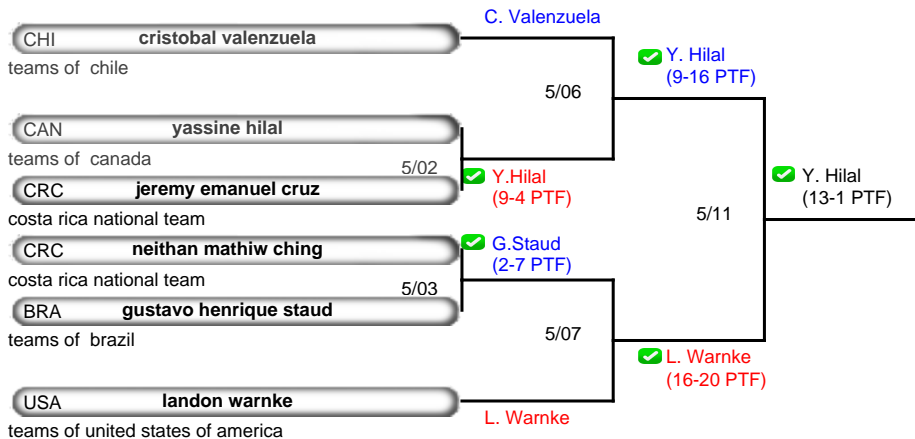 C. Valenzuela
CHI cristobal valenzuela
teams of chile
Y. Hilal
(9-16 PTF)
5/06
CAN yassine hilal
teams of canada
5/02
Y.Hilal
(9-4 PTF)
CRC jeremy emanuel cruz
costa rica national team
Y. Hilal
(13-1 PTF)
5/11
CRC neithan mathiw ching
costa rica national team
G.Staud
(2-7 PTF)
5/03
BRA gustavo henrique staud
teams of brazil
5/07
L. Warnke
(16-20 PTF)
USA landon warnke
teams of united states of america
L. Warnke